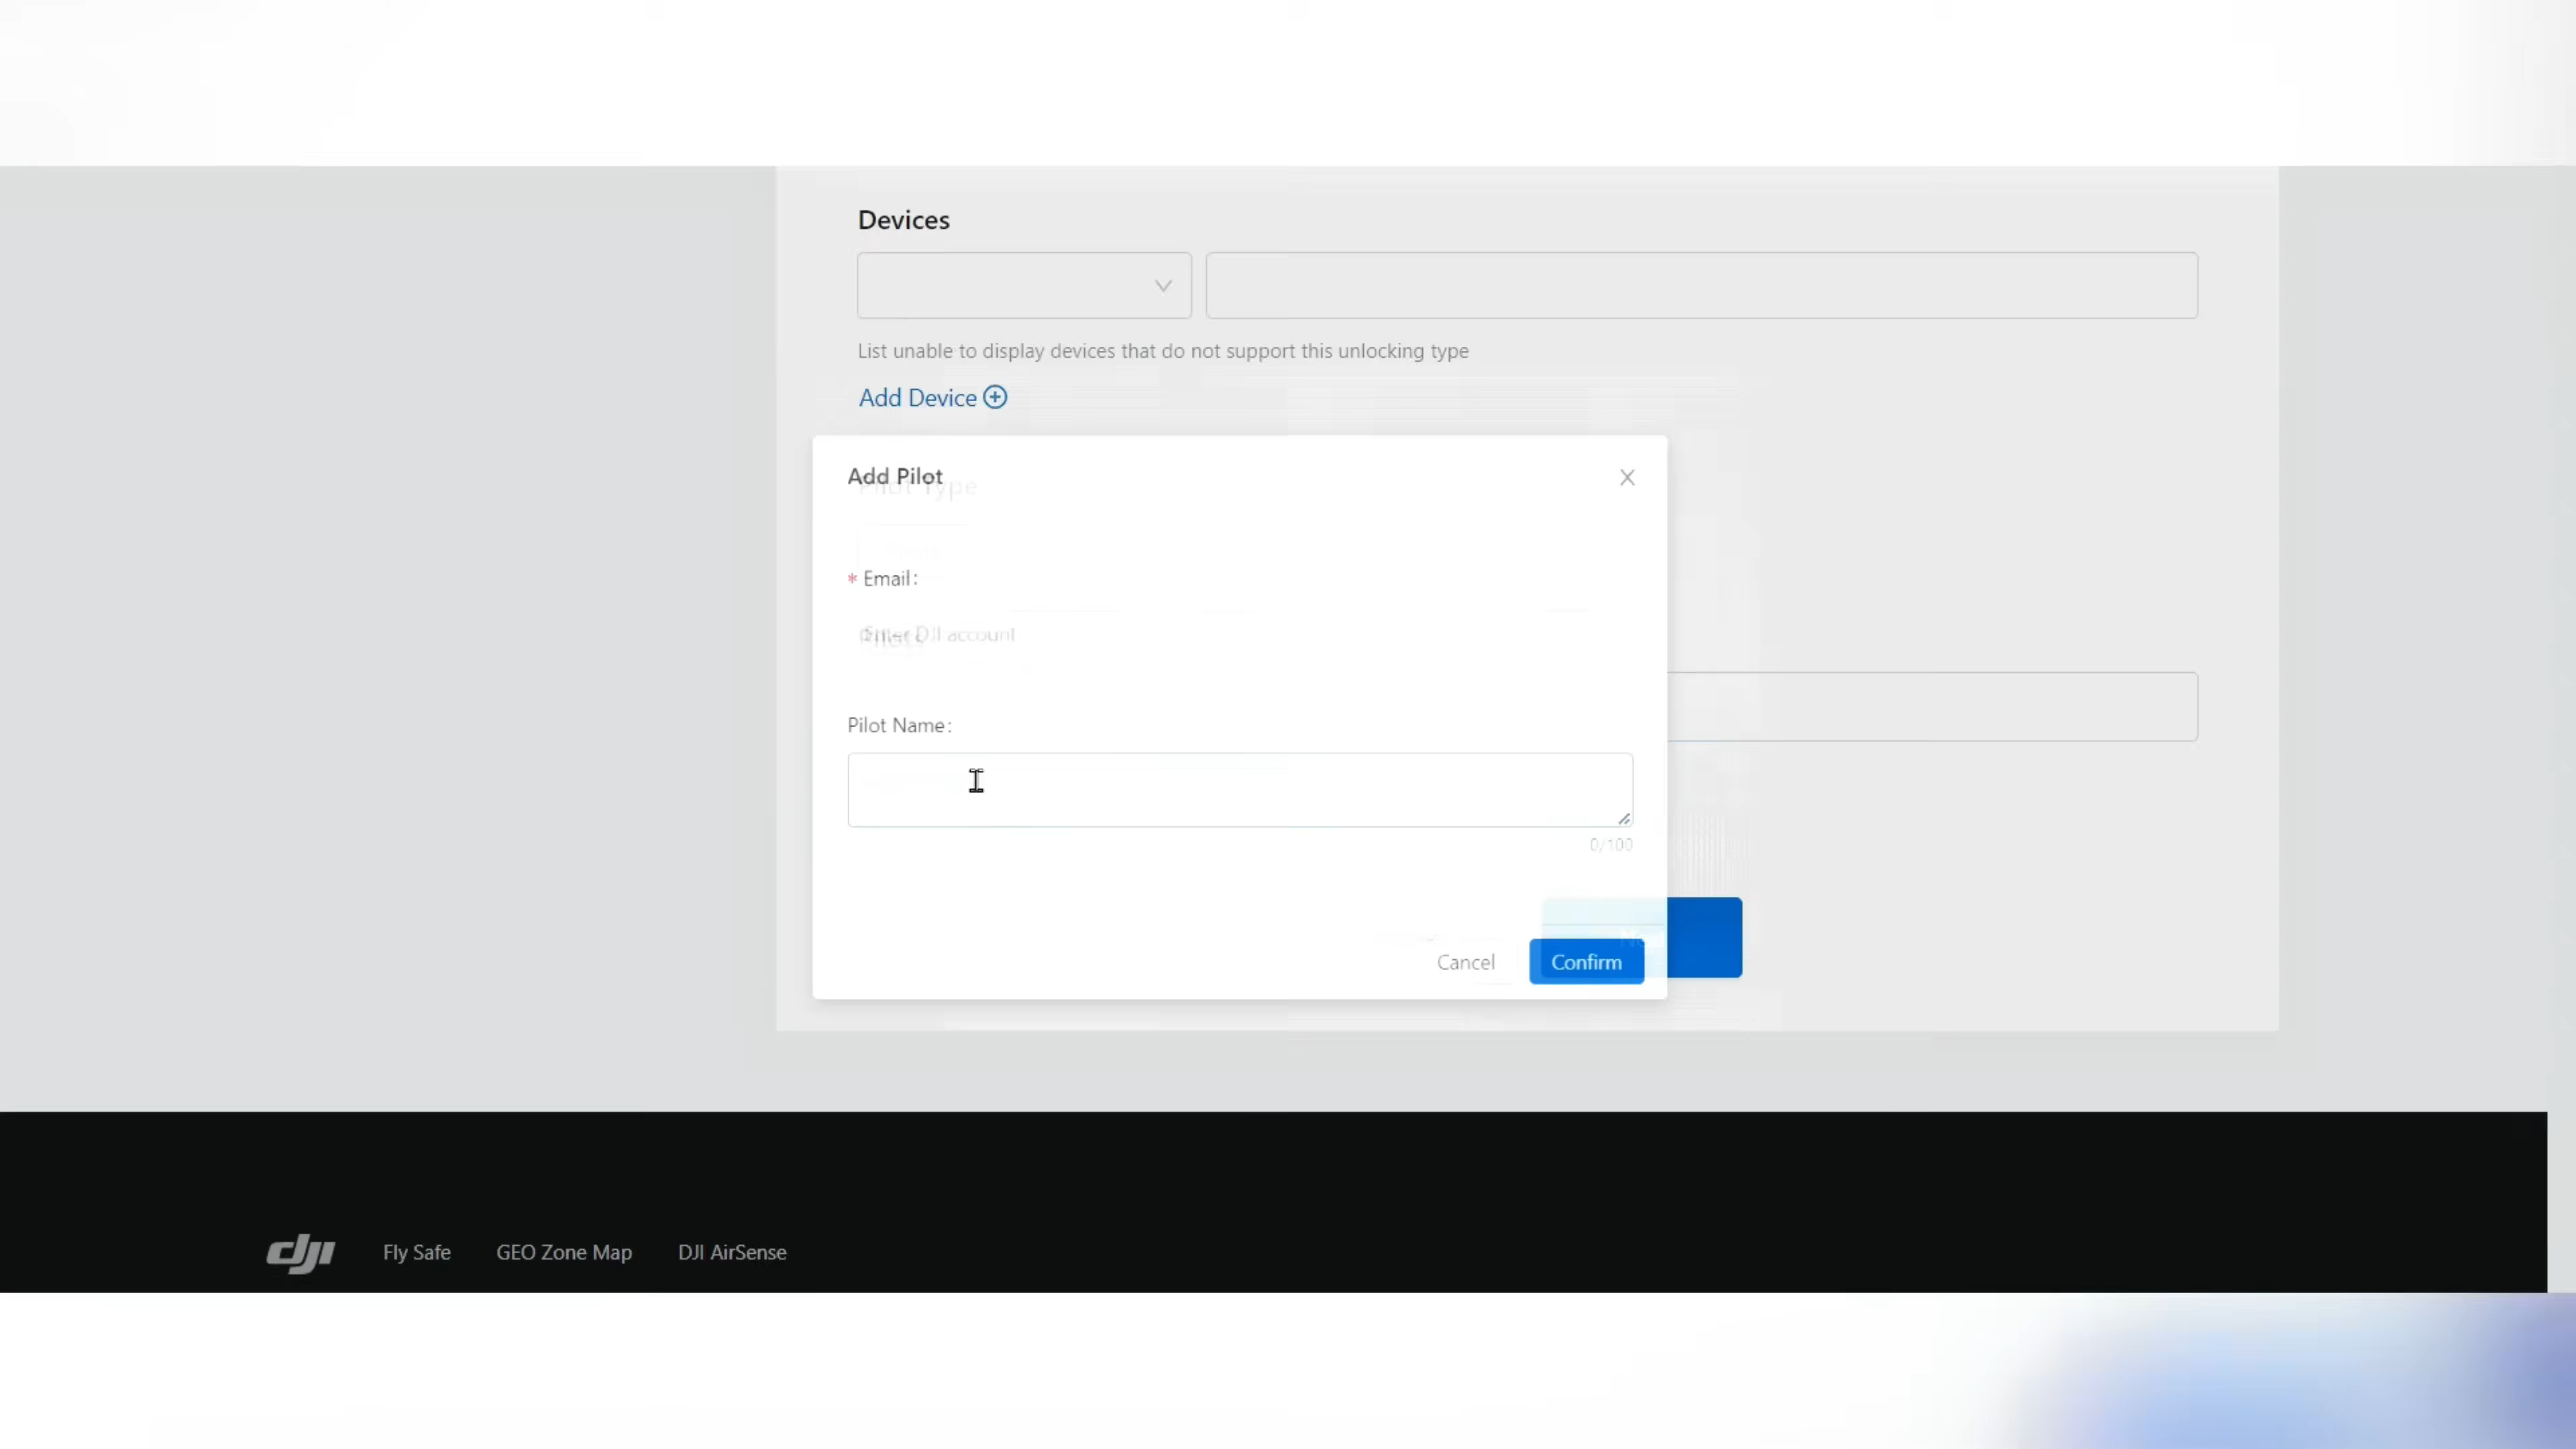 Devices
List unable to display devices that do not support this unlocking type
Add Device
Add Pilot
Pilot Type
* Email:
Enter DJI account
Pilot Name:
0/100
Cancel
Confirm
dji
Fly Safe
GEO Zone Map
DJI AirSense